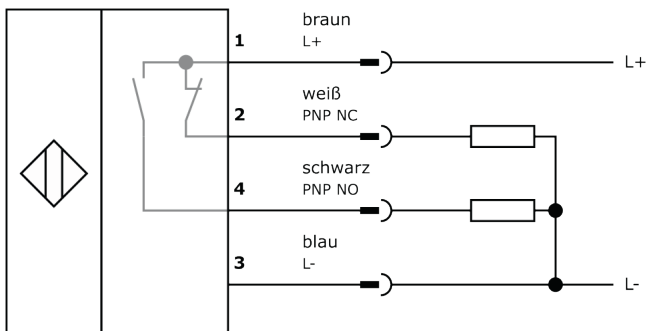 braun
1 L+
L+
weiß
2 PNP NC
schwarz
4 PNP NO
blau
3 L-
L-